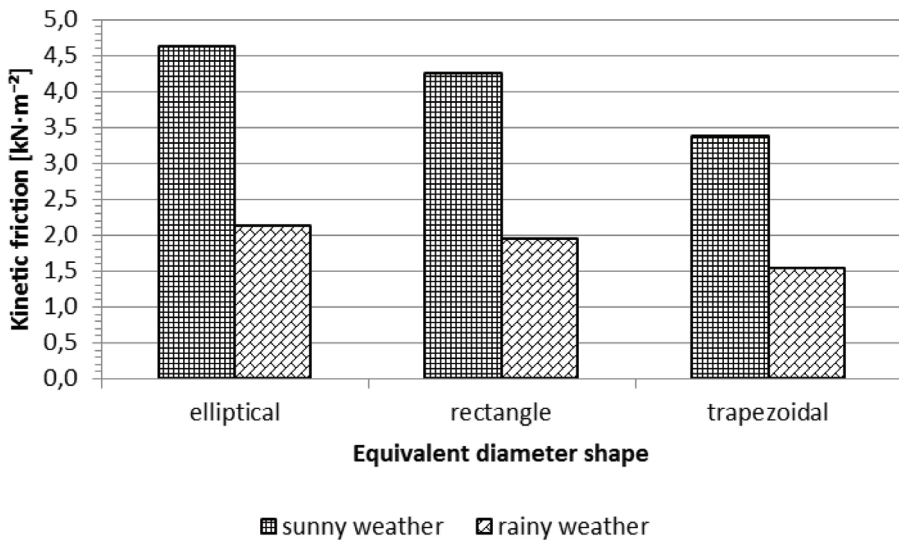 5,0
4,5
4,0
3,5
3,0
2,5
2,0
1,5
1,0
0,5
0,0
Kinetic friction [kN·m⁻²]
elliptical rectangle trapezoidal
Equivalent diameter shape
sunny weather rainy weather